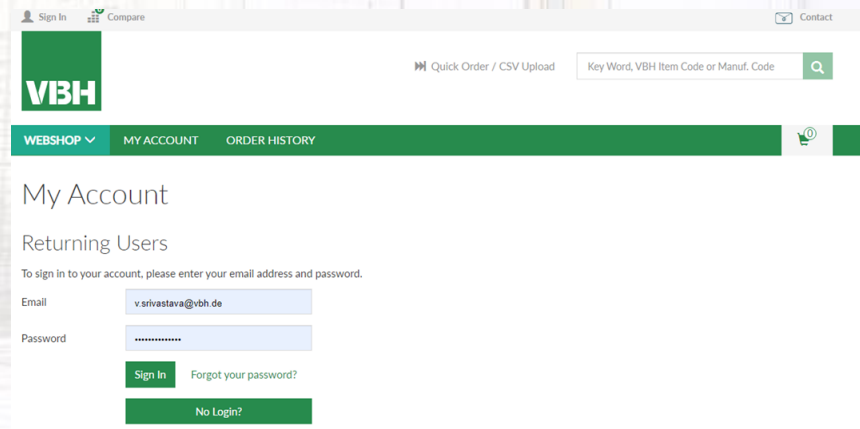 Sign In 0 Compare Contact
VBH
Quick Order / CSV Upload Key Word, VBH Item Code or Manuf. Code
WEBSHOP MY ACCOUNT ORDER HISTORY 0
My Account
Returning Users
To sign in to your account, please enter your email address and password.
Email v.srivastava@vbh.de
Password ••••••••••••••
Sign In Forgot your password?
No Login?